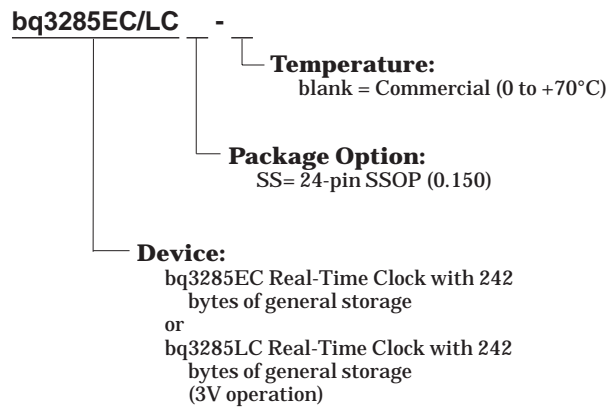 bq3285EC/LC _ - _
Temperature:
blank = Commercial (0 to +70°C)
Package Option:
SS= 24-pin SSOP (0.150)
Device:
bq3285EC Real-Time Clock with 242
bytes of general storage
or
bq3285LC Real-Time Clock with 242
bytes of general storage
(3V operation)